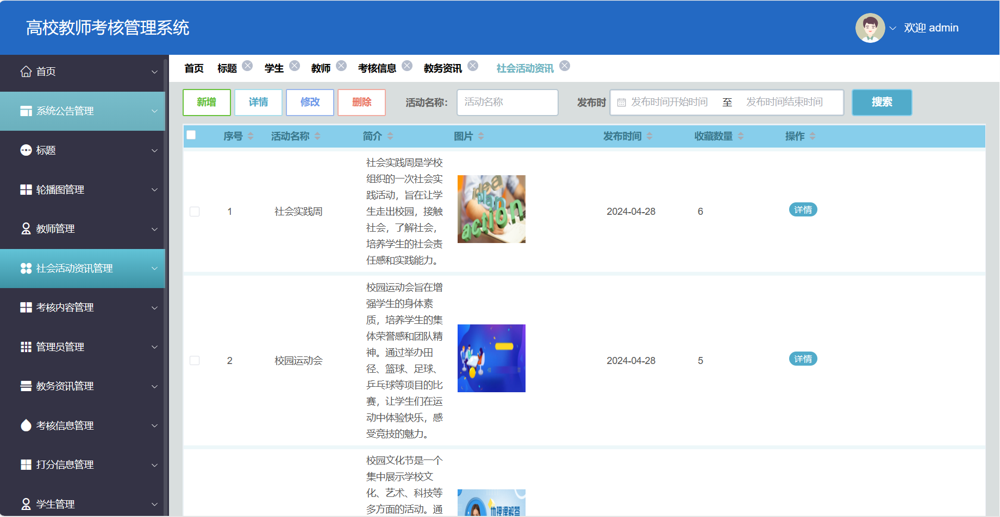 高校教师考核管理系统
欢迎 admin
首页
系统公告管理
标题
轮播图管理
教师管理
社会活动资讯管理
考核内容管理
管理员管理
教务资讯管理
考核信息管理
打分信息管理
学生管理
首页 标题 学生 教师 考核信息 教务资讯 社会活动资讯
新增 详情 修改 删除 活动名称: 活动名称 发布时 发布时间开始时间 至 发布时间结束时间 搜索
序号 活动名称 简介 图片 发布时间 收藏数量 操作
社会实践周是学校
组织的一次社会实
践活动，旨在让学
生走出校园，接触
社会，了解社会，
培养学生的社会责
任感和实践能力。
1 社会实践周 2024-04-28 6 详情
idea
plan
action
校园运动会旨在增
强学生的身体素
质，培养学生的集
体荣誉感和团队精
神。通过举办田
径、篮球、足球、
乒乓球等项目的比
赛，让学生们在运
动中体验快乐，感
受竞技的魅力。
2 校园运动会 2024-04-28 5 详情
校园文化节是一个
集中展示学校文
化、艺术、科技等
多方面的活动。通
地理课解答